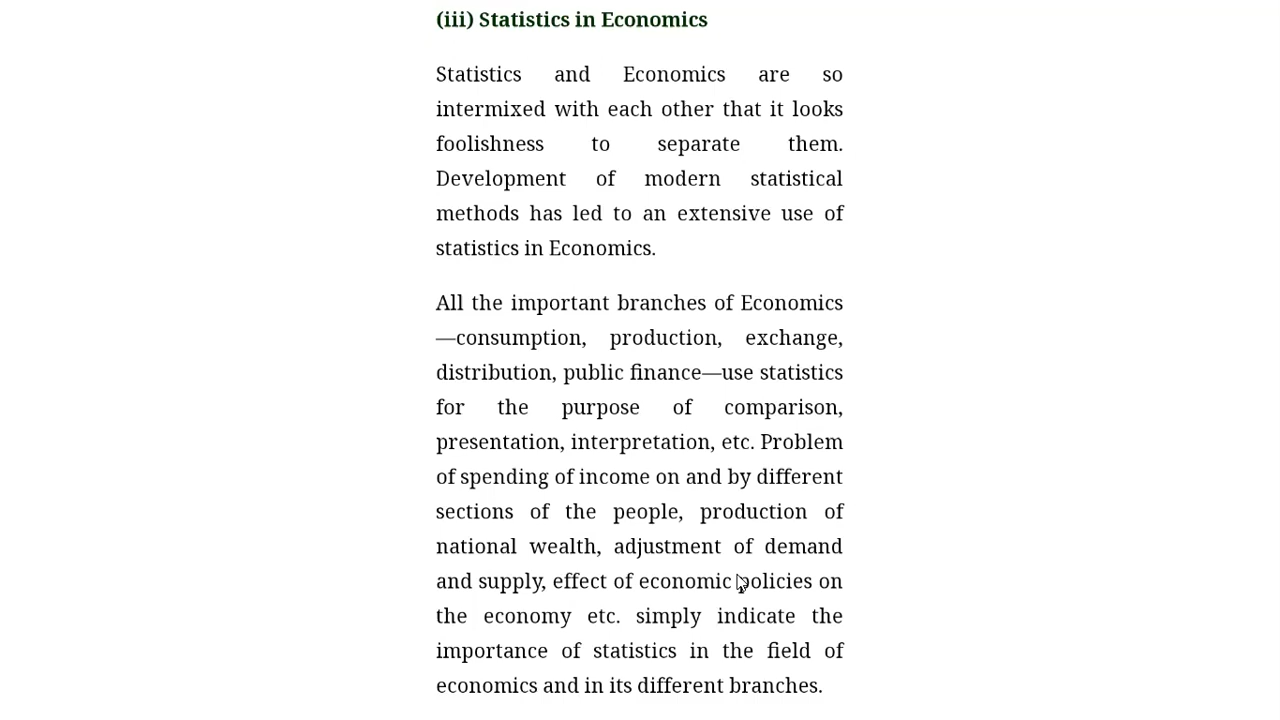 (iii) Statistics in Economics
Statistics and Economics are so
intermixed with each other that it looks
foolishness to separate them.
Development of modern statistical
methods has led to an extensive use of
statistics in Economics.
All the important branches of Economics
—consumption, production, exchange,
distribution, public finance—use statistics
for the purpose of comparison,
presentation, interpretation, etc. Problem
of spending of income on and by different
sections of the people, production of
national wealth, adjustment of demand
and supply, effect of economic policies on
the economy etc. simply indicate the
importance of statistics in the field of
economics and in its different branches.